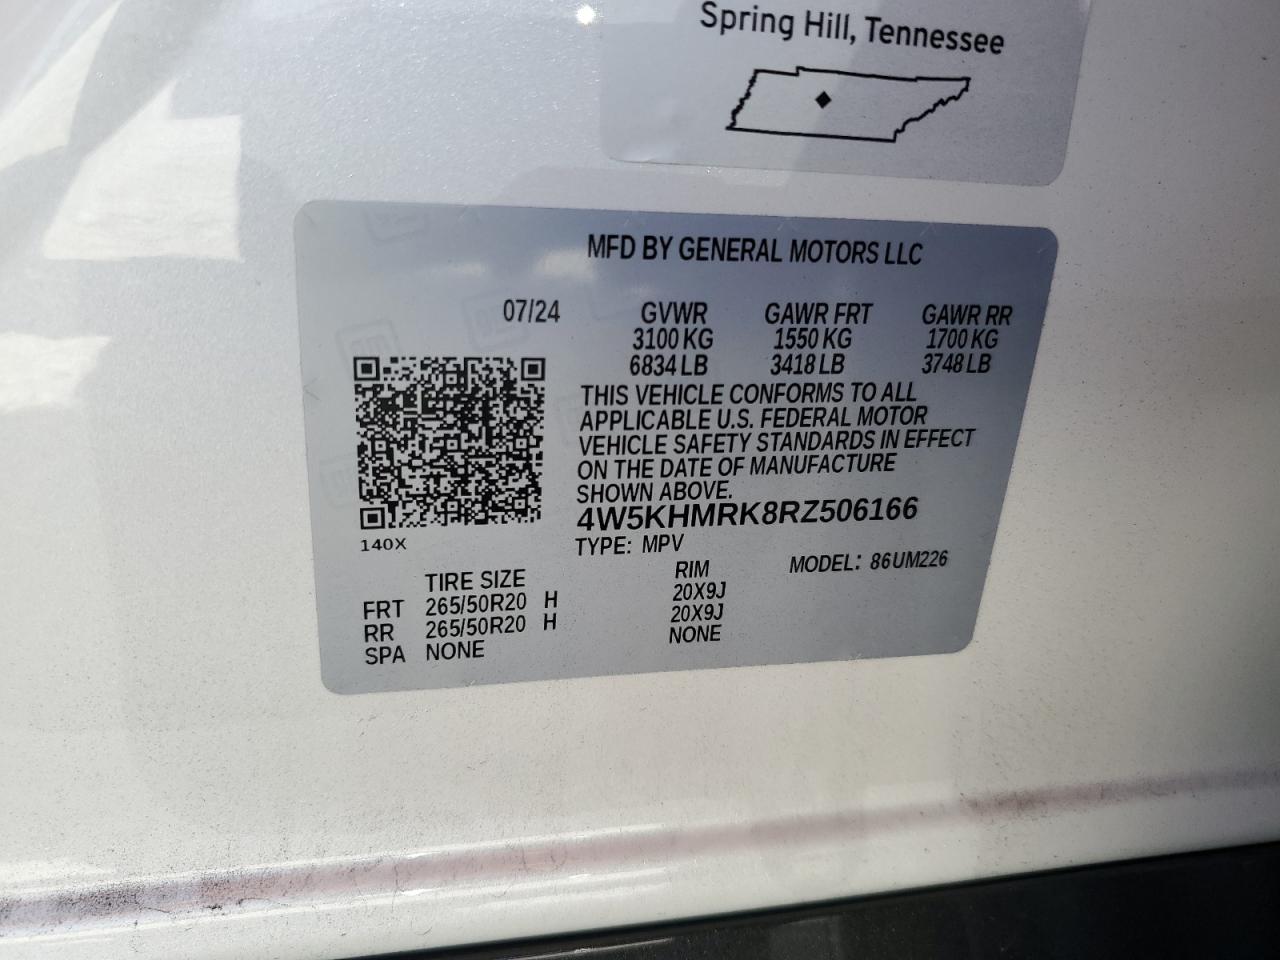 Spring Hill, Tennessee
MFD BY GENERAL MOTORS LLC
07/24 GVWR GAWR FRT GAWR RR
3100 KG 1550 KG 1700 KG
6834 LB 3418 LB 3748 LB
THIS VEHICLE CONFORMS TO ALL
APPLICABLE U.S. FEDERAL MOTOR
VEHICLE SAFETY STANDARDS IN EFFECT
ON THE DATE OF MANUFACTURE
SHOWN ABOVE.
4W5KHMRK8RZ506166
140X
TYPE: MPV MODEL: 86UM226
TIRE SIZE RIM
FRT 265/50R20 H 20X9J
RR 265/50R20 H 20X9J
SPA NONE NONE